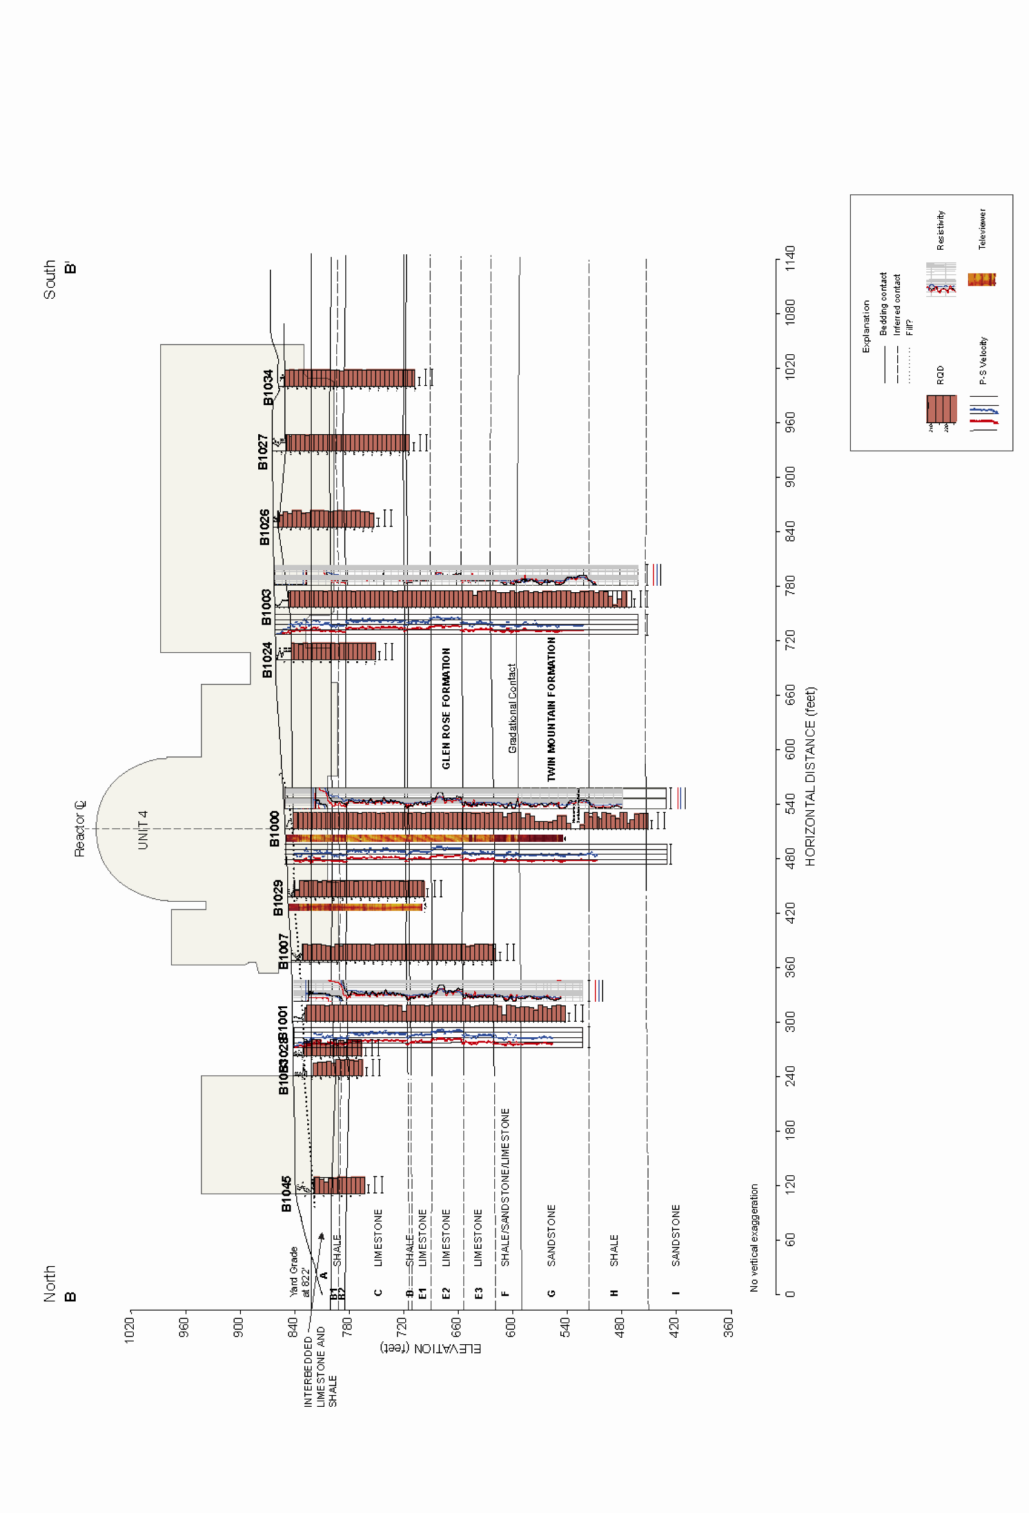 North
B
South
B'
Reactor ℄
UNIT 4
B1045
B1028
B1001
B1007
B1029
B1000
B1024
B1003
B1026
B1027
B1034
Yard Grade
at 822'
INTERBEDDED
LIMESTONE AND
SHALE
1020
960
900
840
780
720
660
600
540
480
420
360
ELEVATION (feet)
A
B1
B2
SHALE
C
LIMESTONE
D
SHALE
E1
LIMESTONE
E2
LIMESTONE
E3
LIMESTONE
F
SHALE/SANDSTONE/LIMESTONE
G
SANDSTONE
H
SHALE
I
SANDSTONE
GLEN ROSE FORMATION
Gradational Contact
TWIN MOUNTAIN FORMATION
No vertical exaggeration
0
60
120
180
240
300
360
420
480
540
600
660
720
780
840
900
960
1020
1080
1140
HORIZONTAL DISTANCE (feet)
Explanation
Bedding contact
Inferred contact
Fill?
RQD
Resistivity
P-S Velocity
Televiewer